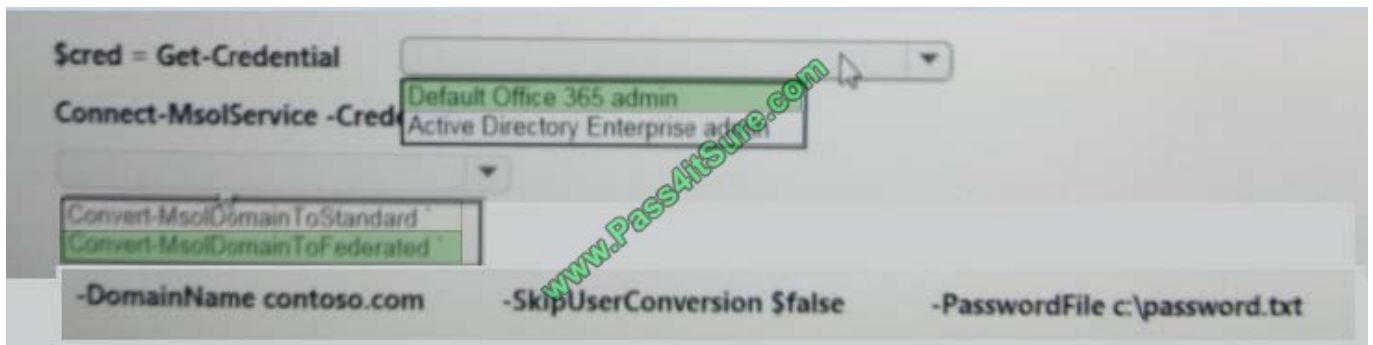 $cred = Get-Credential
Default Office 365 admin
Connect-MsolService -Cred
Active Directory Enterprise admin
Convert-MsolDomainToStandard `
Convert-MsolDomainToFederated `
-DomainName contoso.com -SkipUserConversion $false -PasswordFile c:\password.txt
www.Pass4itSure.com